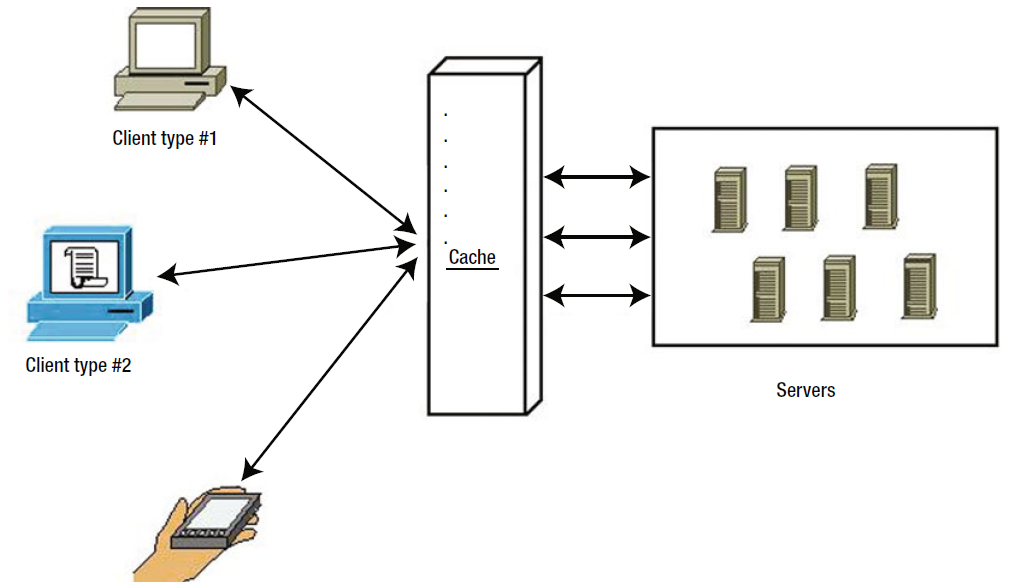 Client type #1
Cache
Client type #2
Servers